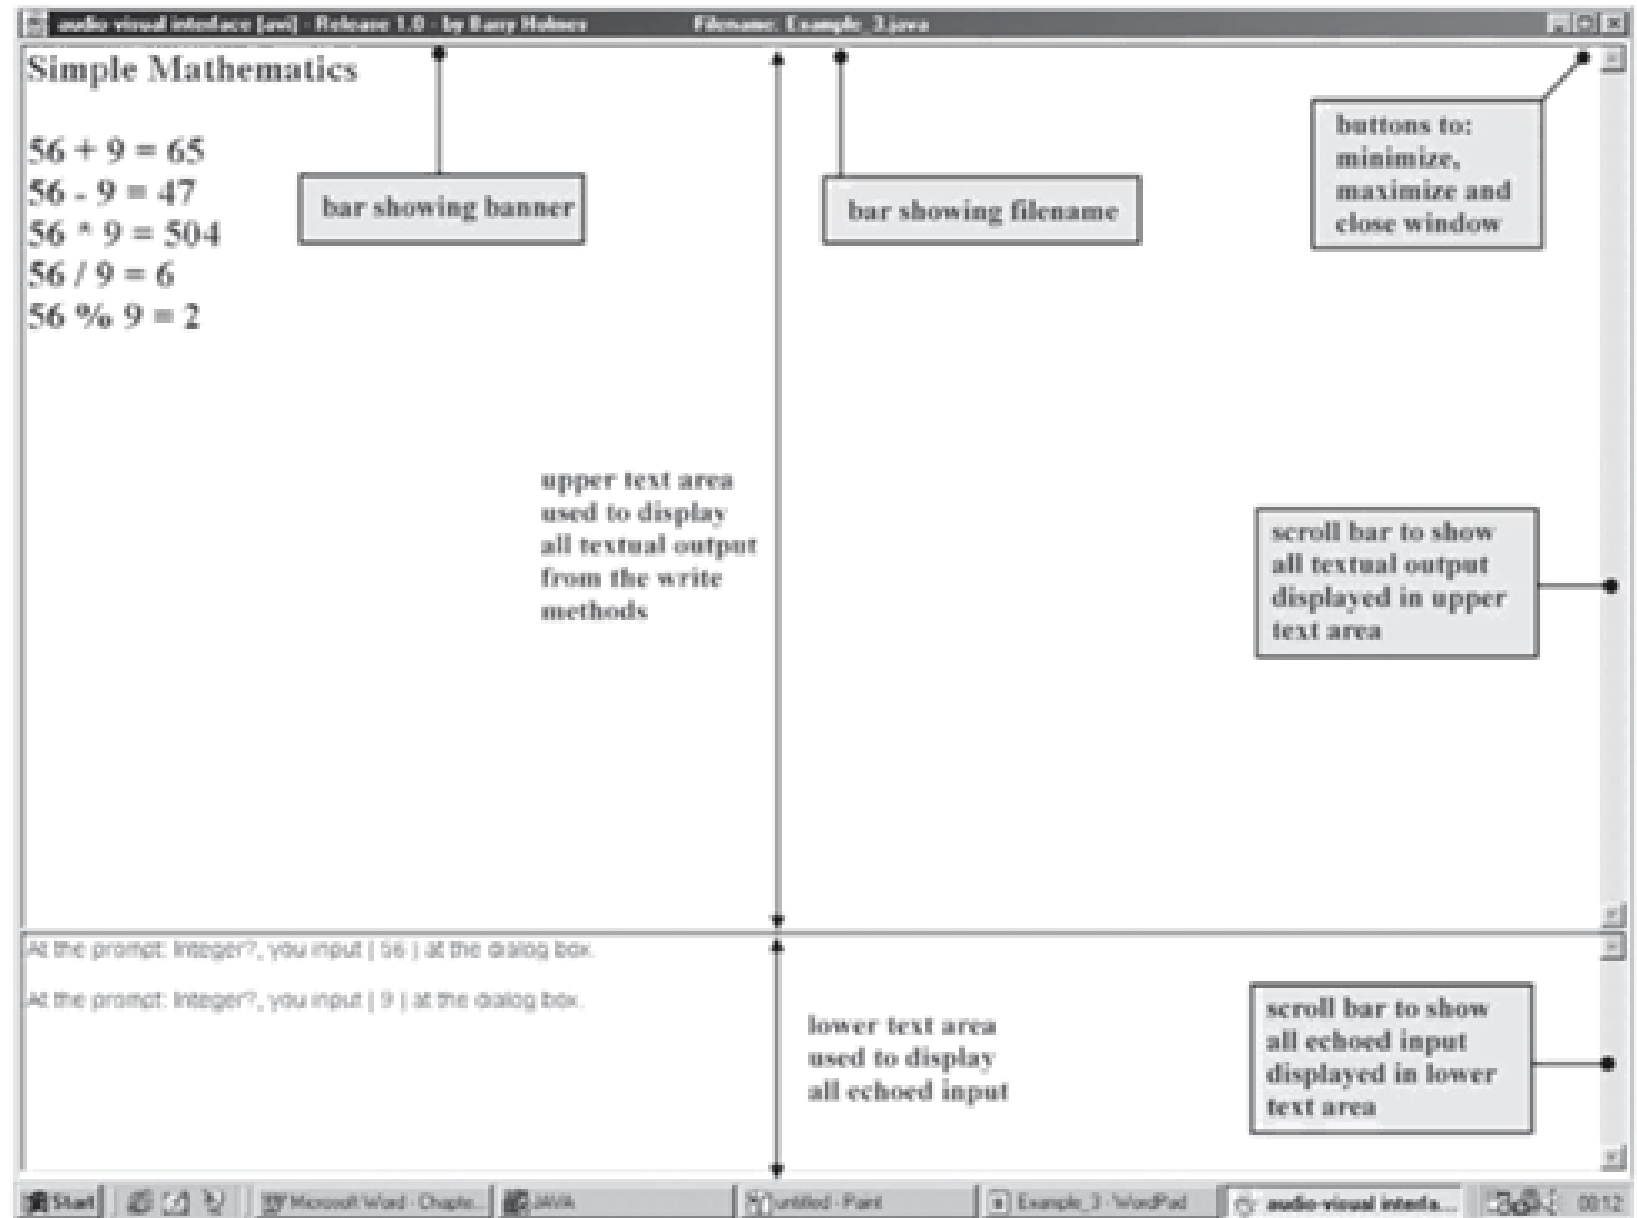 audio visual interface [avi] - Release 1.0 - by Barry Holmes Filename: Example_3.java
Simple Mathematics
56 + 9 = 65
56 - 9 = 47
56 * 9 = 504
56 / 9 = 6
56 % 9 = 2
bar showing banner
bar showing filename
buttons to:
minimize,
maximize and
close window
upper text area
used to display
all textual output
from the write
methods
scroll bar to show
all textual output
displayed in upper
text area
At the prompt: Integer?, you input [ 56 ] at the dialog box.
At the prompt: Integer?, you input [ 9 ] at the dialog box.
lower text area
used to display
all echoed input
scroll bar to show
all echoed input
displayed in lower
text area
Start Microsoft Word - Chapte... JAVA untitled - Paint Example_3 - WordPad audio-visual interfa... 00:12